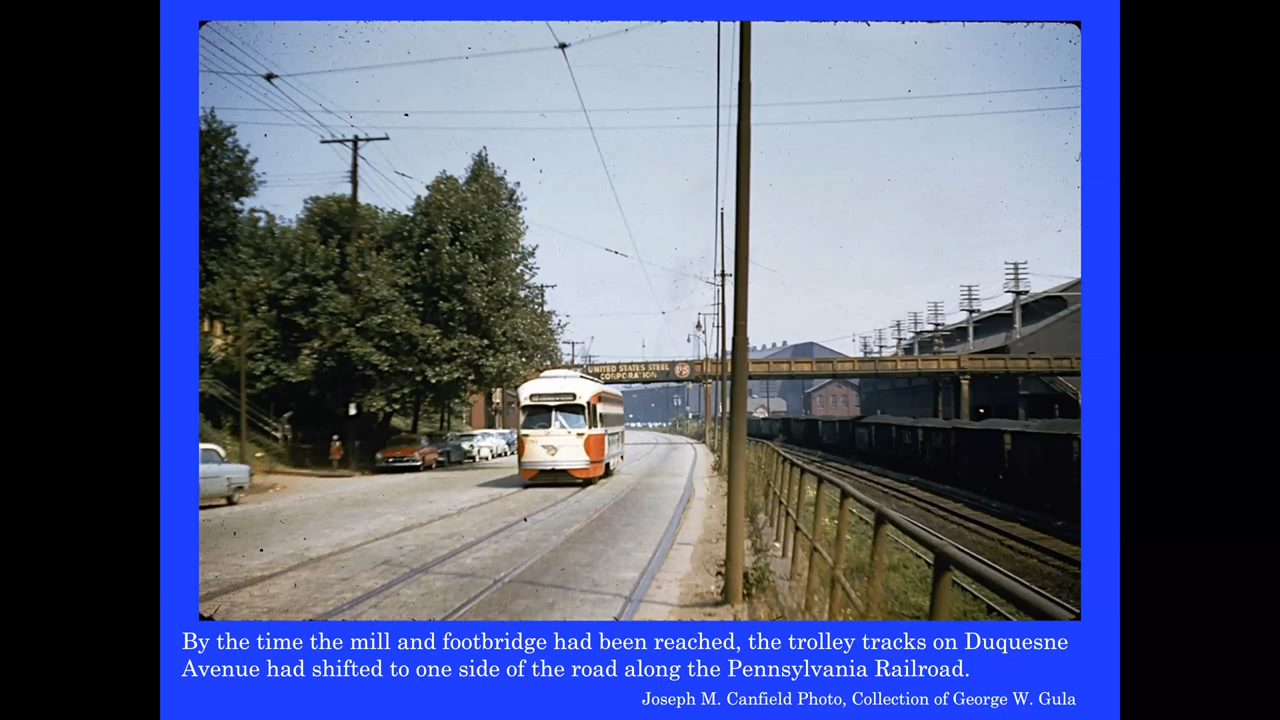 UNITED STATES STEEL
CORPORATION
By the time the mill and footbridge had been reached, the trolley tracks on Duquesne
Avenue had shifted to one side of the road along the Pennsylvania Railroad.
Joseph M. Canfield Photo, Collection of George W. Gula